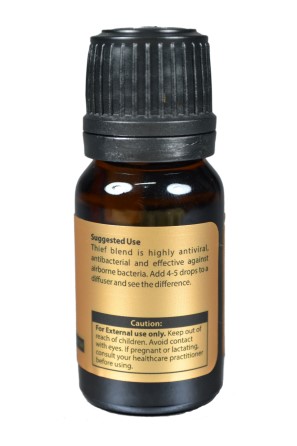 Suggested Use
Thief blend is highly antiviral,
antibacterial and effective against
airborne bacteria. Add 4-5 drops to a
diffuser and see the difference.
Caution:
For External use only. Keep out of
reach of children. Avoid contact
with eyes. If pregnant or lactating,
consult your healthcare practitioner
before using.